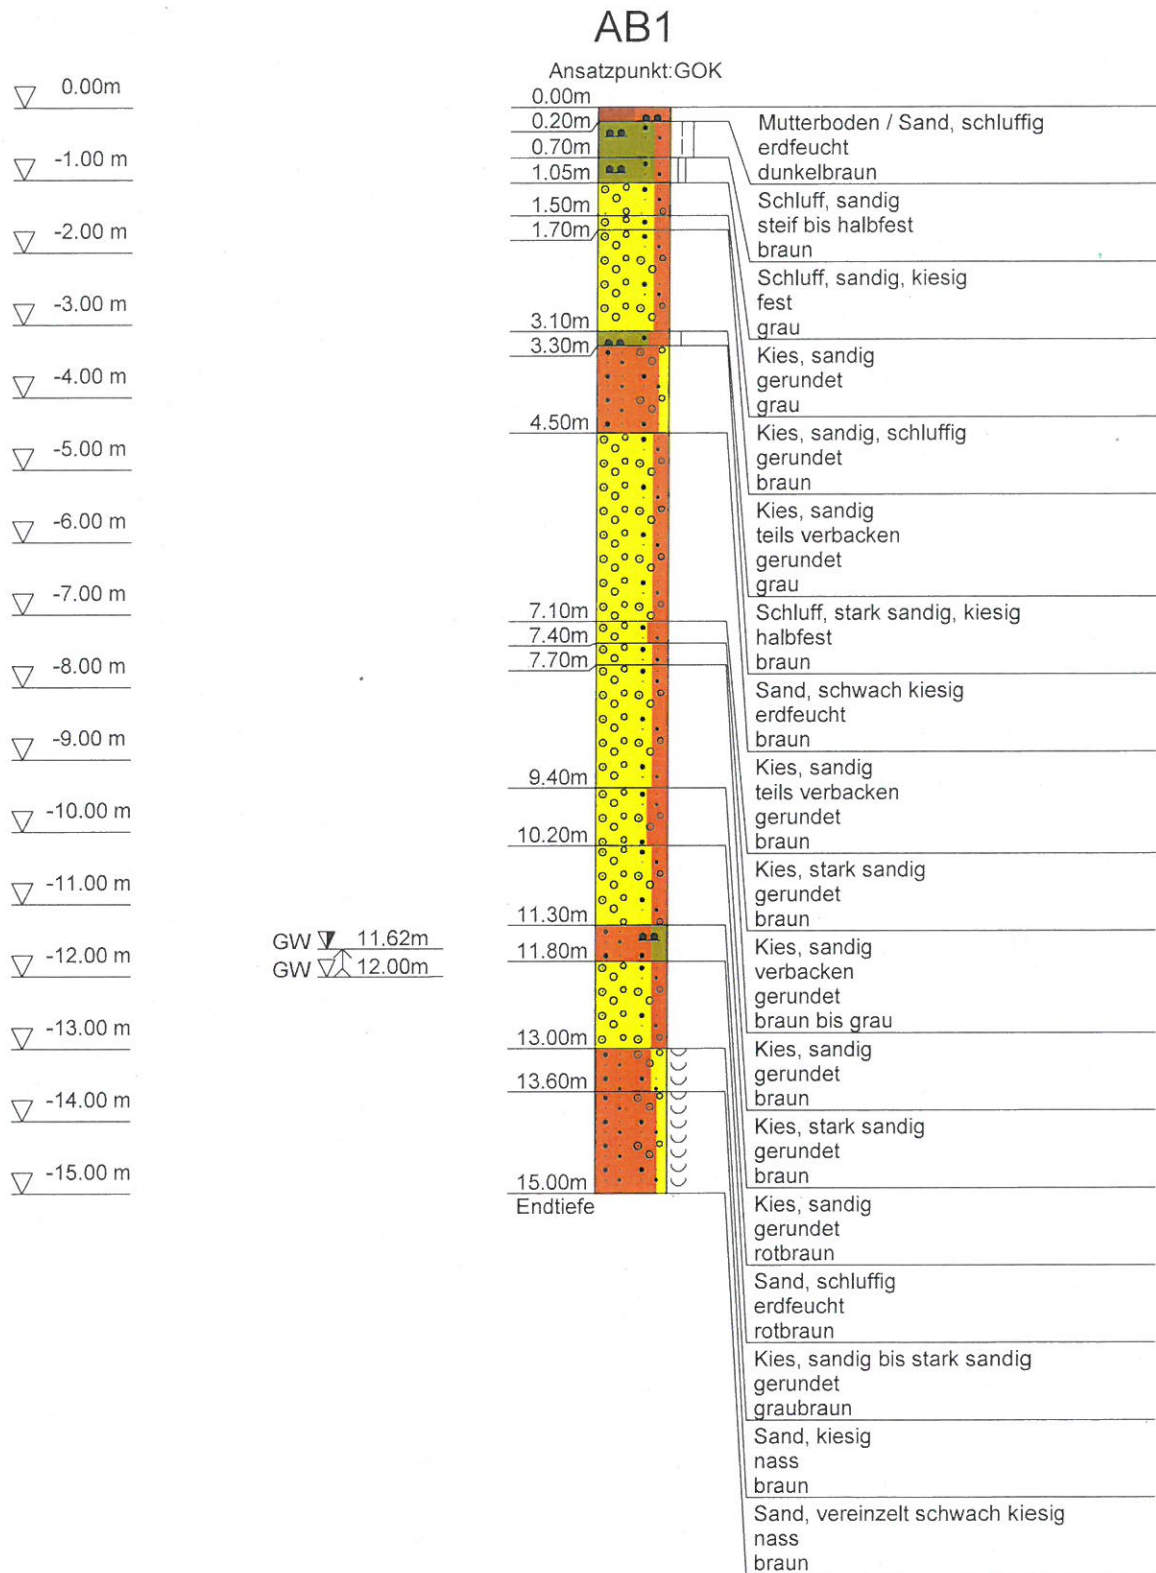 AB1
Ansatzpunkt:GOK
0.00m
-1.00 m
-2.00 m
-3.00 m
-4.00 m
-5.00 m
-6.00 m
-7.00 m
-8.00 m
-9.00 m
-10.00 m
-11.00 m
-12.00 m
-13.00 m
-14.00 m
-15.00 m
GW 11.62m
GW 12.00m
0.00m
0.20m
0.70m
1.05m
1.50m
1.70m
3.10m
3.30m
4.50m
7.10m
7.40m
7.70m
9.40m
10.20m
11.30m
11.80m
13.00m
13.60m
15.00m
Endtiefe
Mutterboden / Sand, schluffig
erdfeucht
dunkelbraun
Schluff, sandig
steif bis halbfest
braun
Schluff, sandig, kiesig
fest
grau
Kies, sandig
gerundet
grau
Kies, sandig, schluffig
gerundet
braun
Kies, sandig
teils verbacken
gerundet
grau
Schluff, stark sandig, kiesig
halbfest
braun
Sand, schwach kiesig
erdfeucht
braun
Kies, sandig
teils verbacken
gerundet
braun
Kies, stark sandig
gerundet
braun
Kies, sandig
verbacken
gerundet
braun bis grau
Kies, sandig
gerundet
braun
Kies, stark sandig
gerundet
braun
Kies, sandig
gerundet
rotbraun
Sand, schluffig
erdfeucht
rotbraun
Kies, sandig bis stark sandig
gerundet
graubraun
Sand, kiesig
nass
braun
Sand, vereinzelt schwach kiesig
nass
braun